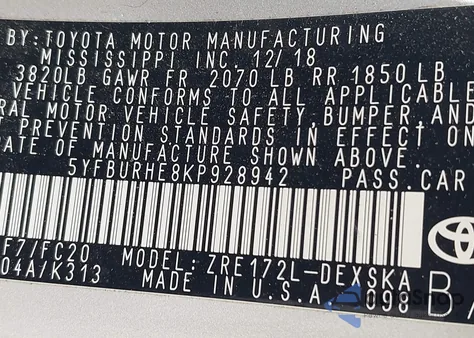 BY:TOYOTA MOTOR MANUFACTURING
MISSISSIPPI INC. 12/18
3820LB GAWR FR 2070 LB RR 1850 LB
VEHICLE CONFORMS TO ALL APPLICABLE
RAL MOTOR VEHICLE SAFETY, BUMPER, AND
PREVENTION STANDARDS IN EFFECT ON
ATE OF MANUFACTURE SHOWN ABOVE.
5YFBURHE8KP928942 PASS.CAR
F7/FC20 MODEL: ZRE172L-DEXSKA
04A/K313 MADE IN U.S.A. 098 B/
AutoSnap